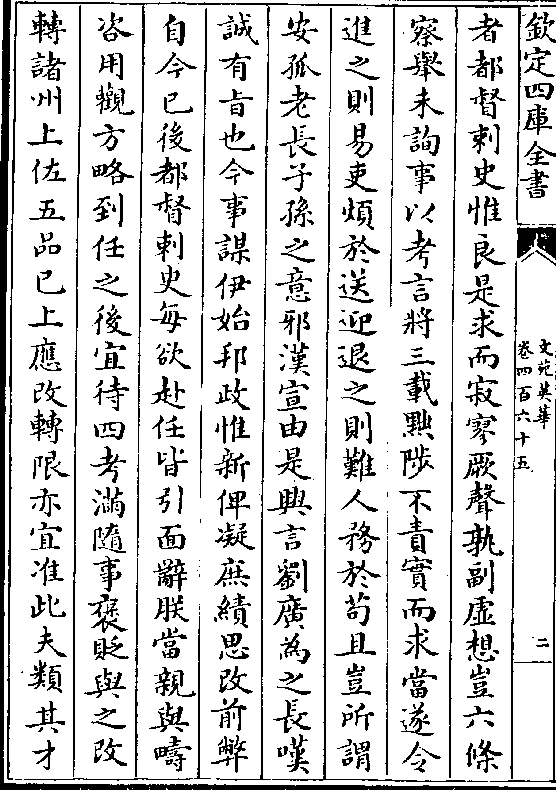 欽定四庫全書
文苑英華
卷四百六十五
二
者都督刺史惟良是求而寂寥厥聲孰副虚想豈六條
察舉未詢事以考言將三載黜陟不責實而求當遂令
進之則易吏煩於送迎退之則難人務於苟且豈所謂
安孤老長子孫之意邪漢宣由是興言劉廣為之長嘆
誠有㫖也今事謀伊始邦政惟新俾凝庶績思改前弊
自今已後都督刺史每欲赴任皆引面辭朕當親與疇
咨用觀方略到任之後宜待四考滿隨事褒貶與之改
轉諸州上佐五品已上應改轉限亦宜准此夫類其才